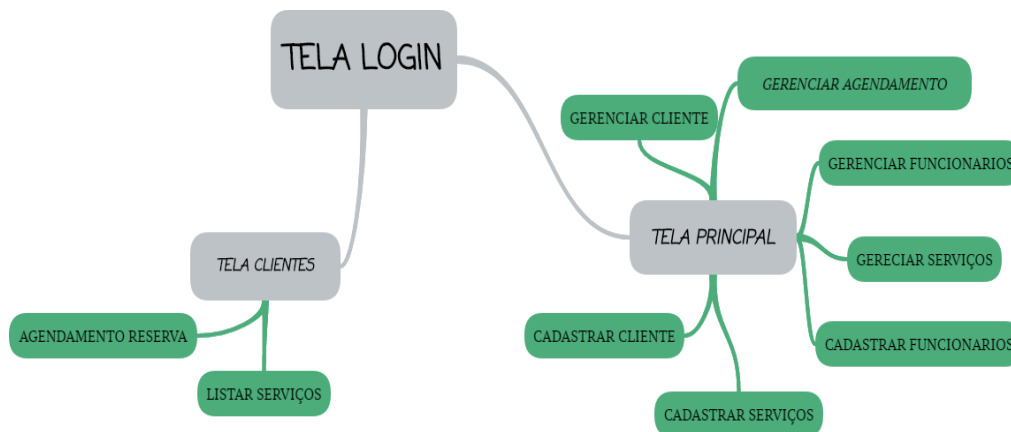 TELA LOGIN
GERENCIAR AGENDAMENTO
GERENCIAR CLIENTE
GERENCIAR FUNCIONARIOS
TELA PRINCIPAL
GERECIAR SERVIÇOS
TELA CLIENTES
AGENDAMENTO RESERVA
CADASTRAR CLIENTE
CADASTRAR FUNCIONARIOS
LISTAR SERVIÇOS
CADASTRAR SERVIÇOS